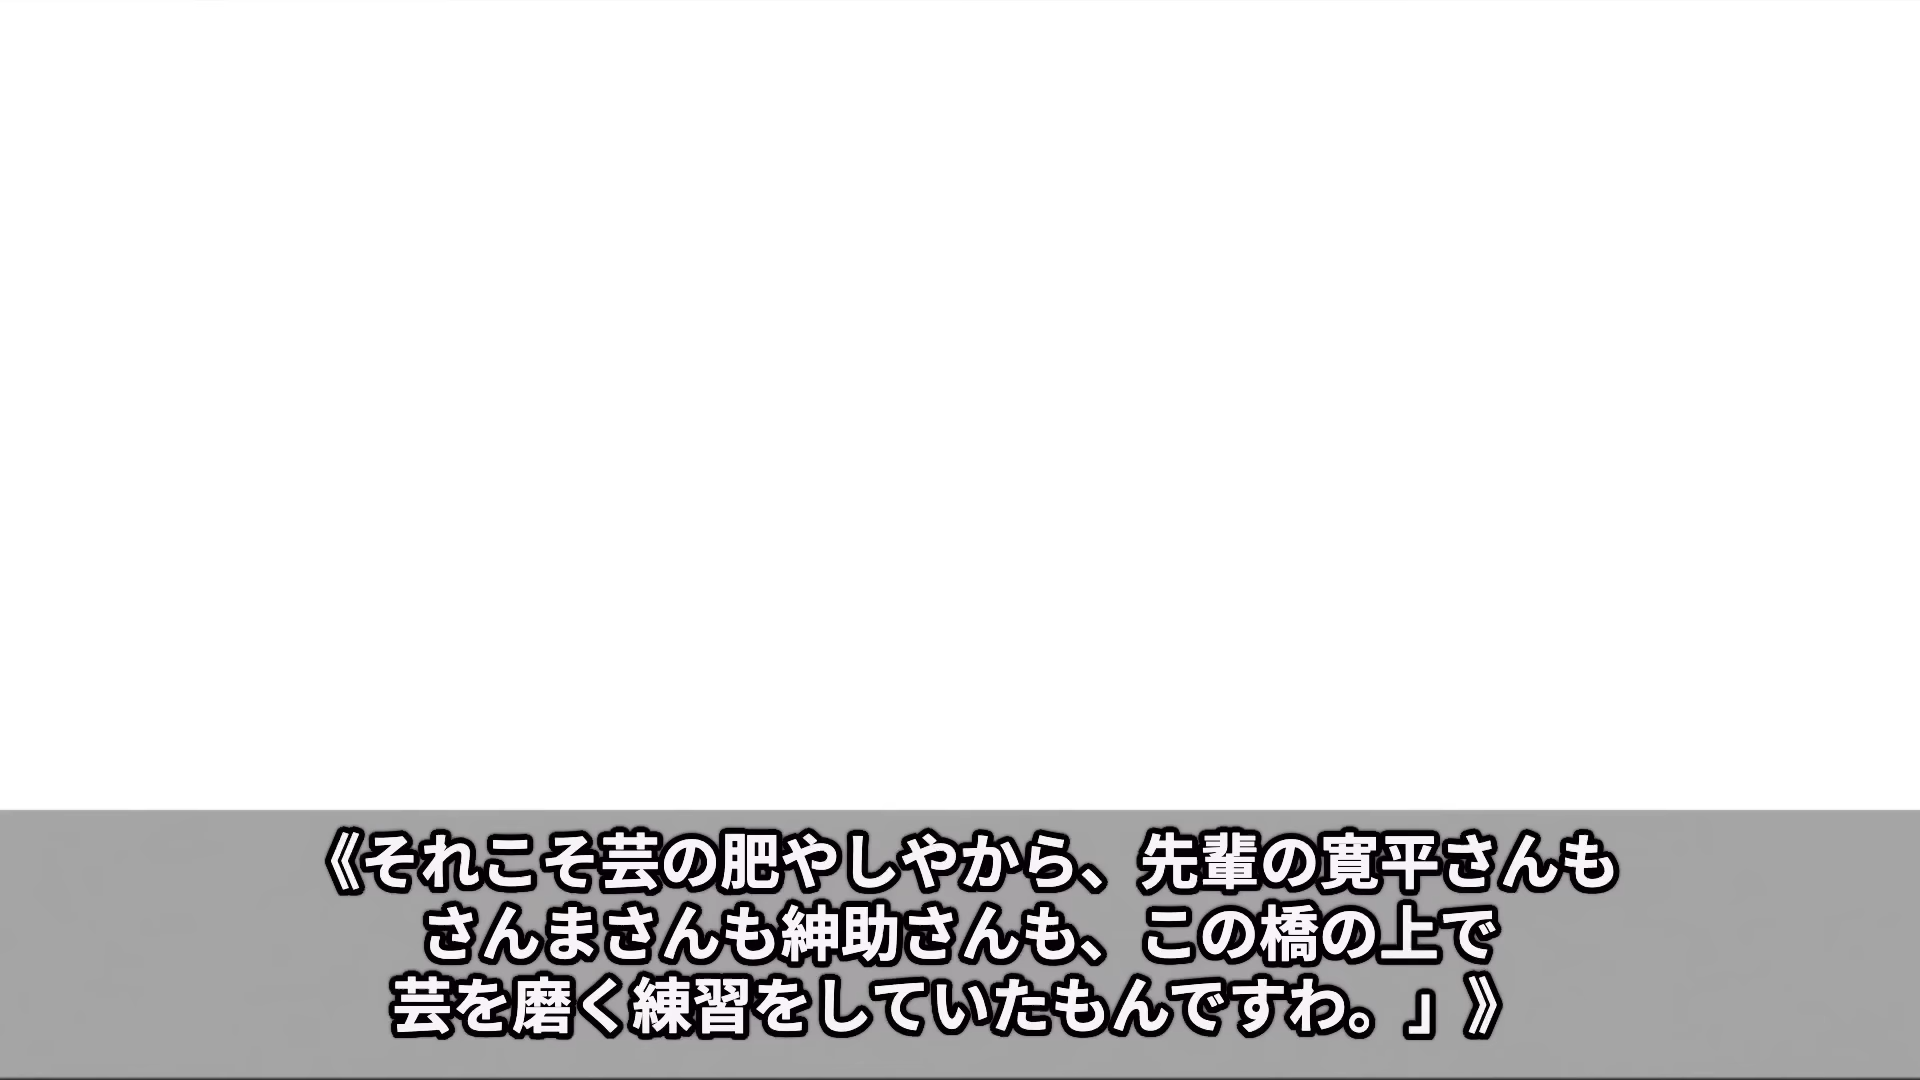 《それこそ芸の肥やしやから、先輩の寛平さんも
さんまさんも紳助さんも、この橋の上で
芸を磨く練習をしていたもんですわ。」》